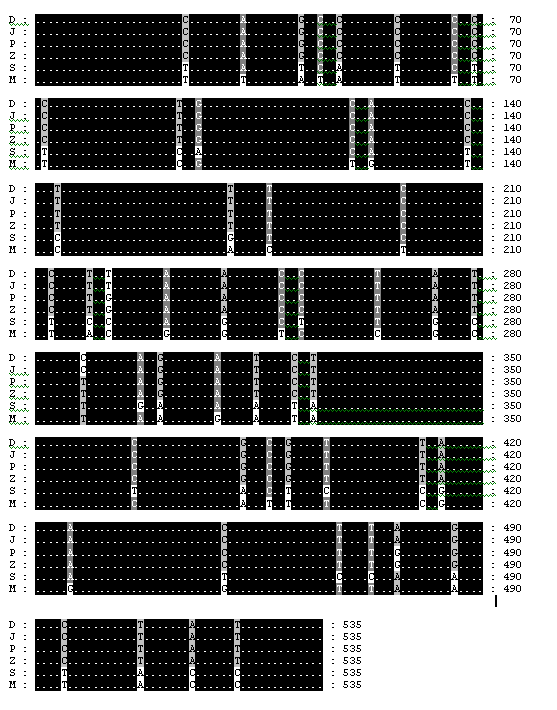 D : .......................C........A........G..C..C........C........C..C. : 70
J : .......................C........A........G..C..C........C........C..C. : 70
P : .......................C........A........G..C..C........C........C..C. : 70
Z : .......................C........A........G..C..C........C........C..C. : 70
S : .......................T........A........G..C..A........C........C..T. : 70
M : .......................T........T........A..T..A........T........T..T. : 70
D : .C....................T..G.......................C..A..............C.. : 140
J : .C....................T..G.......................C..A..............C.. : 140
P : .C....................T..G.......................C..A..............C.. : 140
Z : .C....................T..G.......................C..A..............C.. : 140
S : .T....................C..A.......................C..A..............T.. : 140
M : .T....................C..G.......................T..G..............T.. : 140
D : ...T..........................T.....T....................C............ : 210
J : ...T..........................T.....T....................C............ : 210
P : ...T..........................T.....T....................C............ : 210
Z : ...T..........................T.....T....................C............ : 210
S : ...C..........................G.....T....................C............ : 210
M : ...C..........................A.....C....................T............ : 210
D : ..C.....T..T........A........A........C..C...........T........A.....T. : 280
J : ..C.....T..G........A........A........C..C...........T........A.....T. : 280
P : ..C.....T..G........A........A........C..C...........T........A.....T. : 280
Z : ..C.....T..G........A........A........C..C...........T........A.....T. : 280
S : ..T.....C..C........A........G........C..T...........T........A.....C. : 280
M : ..T.....A..C........G........G........T..C...........C........G.....C. : 280
D : .......C........A..G........A.....T.....C..T.......................... : 350
J : .......T........A..G........A.....T.....C..T.......................... : 350
P : .......T........A..G........A.....T.....C..T.......................... : 350
Z : .......T........A..G........A.....T.....C..T.......................... : 350
S : .......T........G..A........A.....T.....C..A.......................... : 350
M : .......T........A..A........G.....A.....T..A.......................... : 350
D : ...............C................G...C..G.....T..............T..A...... : 420
J : ...............C................G...C..G.....T..............T..A...... : 420
P : ...............C................G...C..G.....T..............T..A...... : 420
Z : ...............C................G...C..G.....T..............T..A...... : 420
S : ...............T................G...C..T.....C..............C..G...... : 420
M : ...............C................A...T..T.....T..............C..G...... : 420
D : .....A.......................C.................T....T...A........G.... : 490
J : .....A.......................C.................T....T...A........G.... : 490
P : .....A.......................C.................T....T...G........G.... : 490
Z : .....A.......................C.................T....T...G........G.... : 490
S : .....A.......................T.................C....C...A........A.... : 490
M : .....G.......................G.................T....T...A........A.... : 490
D : ....C...........T.......A......T............. : 535
J : ....C...........T.......A......T............. : 535
P : ....C...........T.......A......T............. : 535
Z : ....C...........T.......A......T............. : 535
S : ....T...........A.......A......C............. : 535
M : ....T...........A.......C......C............. : 535